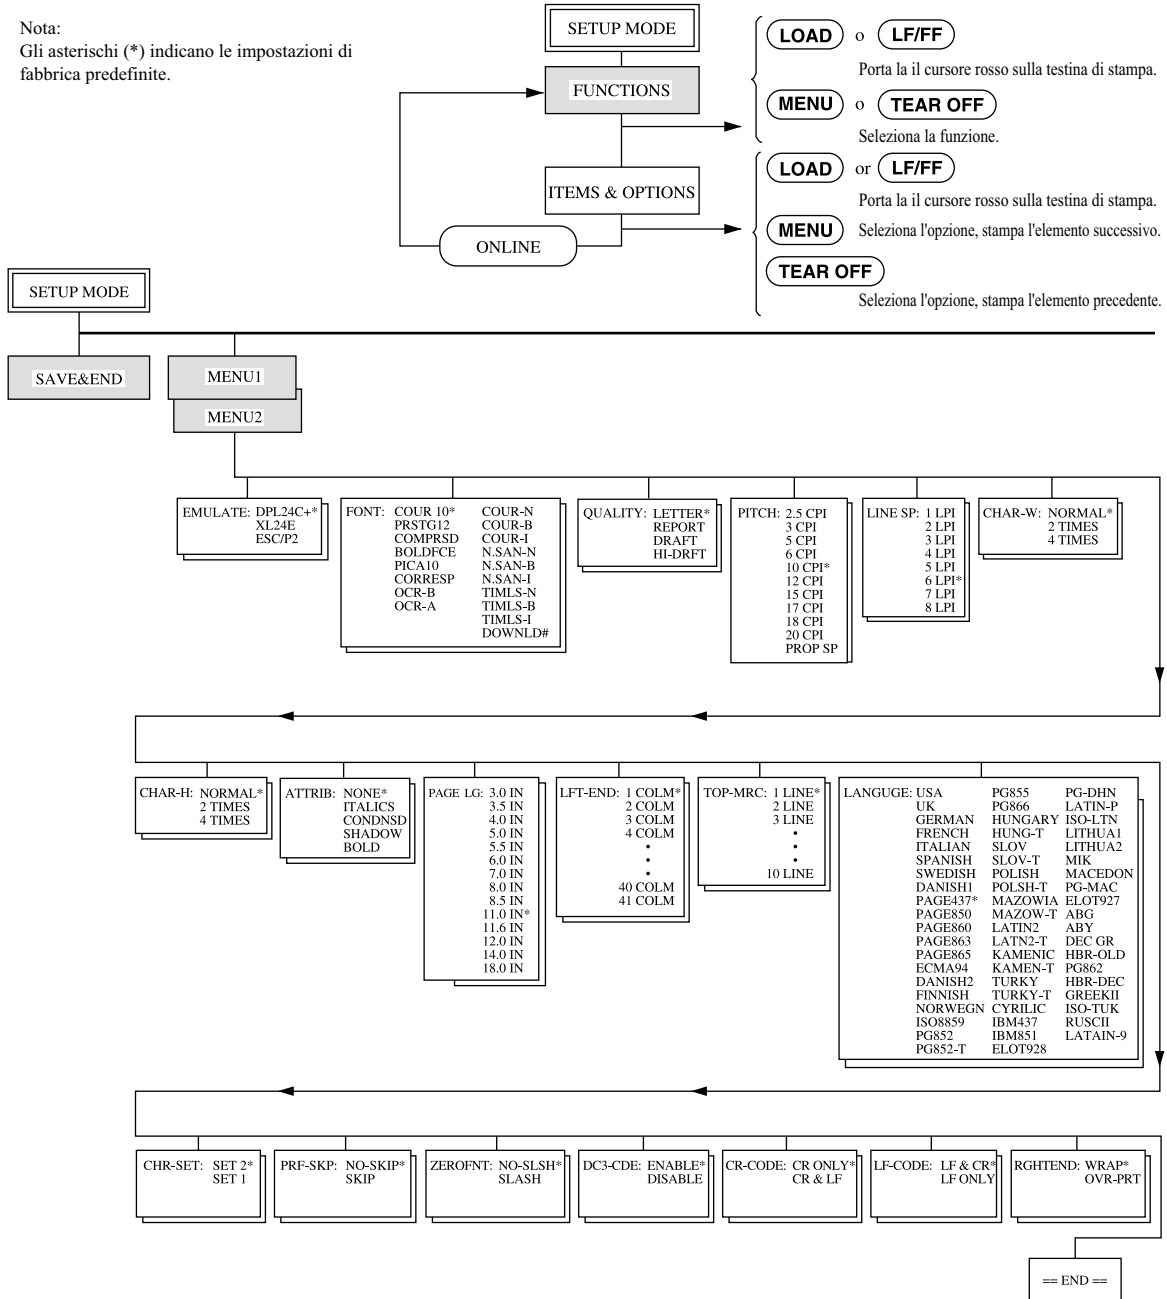 Nota:
Gli asterischi (*) indicano le impostazioni di
fabbrica predefinite.
SETUP MODE
FUNCTIONS
ITEMS & OPTIONS
ONLINE
LOAD o LF/FF
Porta la il cursore rosso sulla testina di stampa.
MENU o TEAR OFF
Seleziona la funzione.
LOAD or LF/FF
Porta la il cursore rosso sulla testina di stampa.
MENU Seleziona l'opzione, stampa l'elemento successivo.
TEAR OFF
Seleziona l'opzione, stampa l'elemento precedente.
SETUP MODE
SAVE&END
MENU1
MENU2
EMULATE: DPL24C+*
XL24E
ESC/P2
FONT: COUR 10* COUR-N
PRSTG12 COUR-B
COMPRSD COUR-I
BOLDFCE N.SAN-N
PICA10 N.SAN-B
CORRESP N.SAN-I
OCR-B TIMLS-N
OCR-A TIMLS-B
TIMLS-I
DOWNLD#
QUALITY: LETTER*
REPORT
DRAFT
HI-DRFT
PITCH: 2.5 CPI
3 CPI
5 CPI
6 CPI
10 CPI*
12 CPI
15 CPI
17 CPI
18 CPI
20 CPI
PROP SP
LINE SP: 1 LPI
2 LPI
3 LPI
4 LPI
5 LPI
6 LPI*
7 LPI
8 LPI
CHAR-W: NORMAL*
2 TIMES
4 TIMES
CHAR-H: NORMAL*
2 TIMES
4 TIMES
ATTRIB: NONE*
ITALICS
CONDNSD
SHADOW
BOLD
PAGE LG: 3.0 IN
3.5 IN
4.0 IN
5.0 IN
5.5 IN
6.0 IN
7.0 IN
8.0 IN
8.5 IN
11.0 IN*
11.6 IN
12.0 IN
14.0 IN
18.0 IN
LFT-END: 1 COLM*
2 COLM
3 COLM
4 COLM
•
•
•
40 COLM
41 COLM
TOP-MRC: 1 LINE*
2 LINE
3 LINE
•
•
•
10 LINE
LANGUGE: USA PG855 PG-DHN
UK PG866 LATIN-P
GERMAN HUNGARY ISO-LTN
FRENCH HUNG-T LITHUA1
ITALIAN SLOV LITHUA2
SPANISH SLOV-T MIK
SWEDISH POLISH MACEDON
DANISH1 POLSH-T PG-MAC
PAGE437* MAZOWIA ELOT927
PAGE850 MAZOW-T ABG
PAGE860 LATIN2 ABY
PAGE863 LATN2-T DEC GR
PAGE865 KAMENIC HBR-OLD
ECMA94 KAMEN-T PG862
DANISH2 TURKY HBR-DEC
FINNISH TURKY-T GREEKII
NORWEGN CYRILIC ISO-TUK
ISO8859 IBM437 RUSCII
PG852 IBM851 LATAIN-9
PG852-T ELOT928
CHR-SET: SET 2*
SET 1
PRF-SKP: NO-SKIP*
SKIP
ZEROFNT: NO-SLSH*
SLASH
DC3-CDE: ENABLE*
DISABLE
CR-CODE: CR ONLY*
CR & LF
LF-CODE: LF & CR*
LF ONLY
RGHTEND: WRAP*
OVR-PRT
== END ==